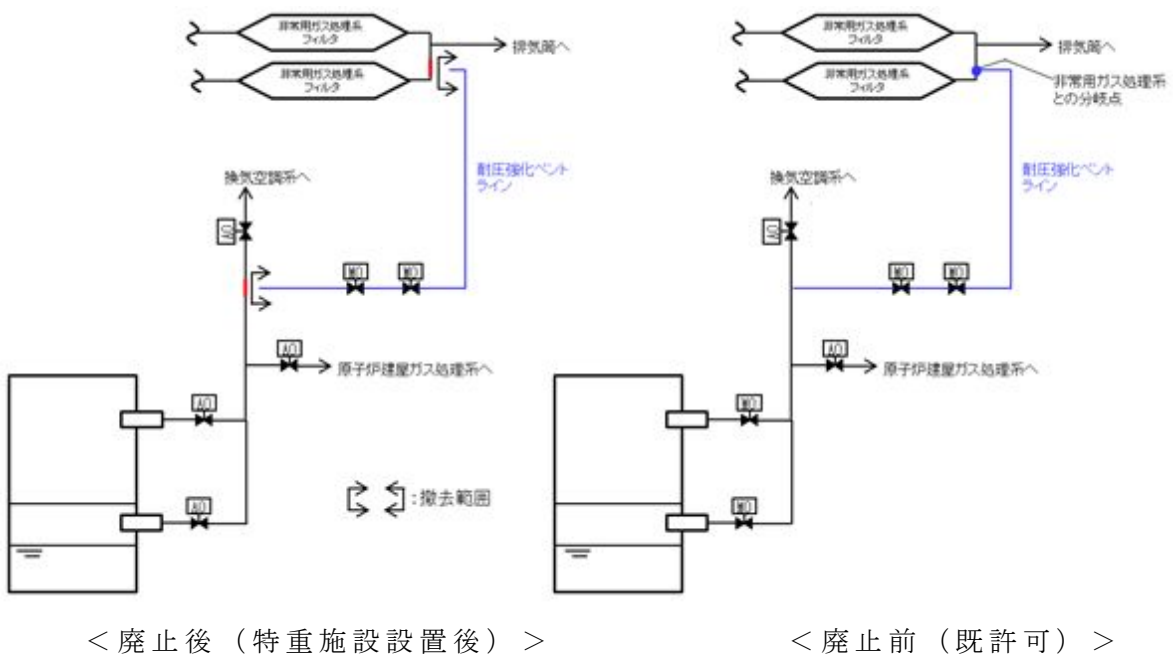 非常用ガス処理系
フィルタ
排気筒へ
非常用ガス処理系
フィルタ
耐圧強化ベント
ライン
換気空調系へ
AO
MO
MO
AO
原子炉建屋ガス処理系へ
AO
AO
:撤去範囲
<廃止後(特重施設設置後)>
非常用ガス処理系
フィルタ
排気筒へ
非常用ガス処理系
フィルタ
非常用ガス処理系
との分岐点
耐圧強化ベント
ライン
換気空調系へ
AO
MO
MO
AO
原子炉建屋ガス処理系へ
MO
MO
<廃止前(既許可)>